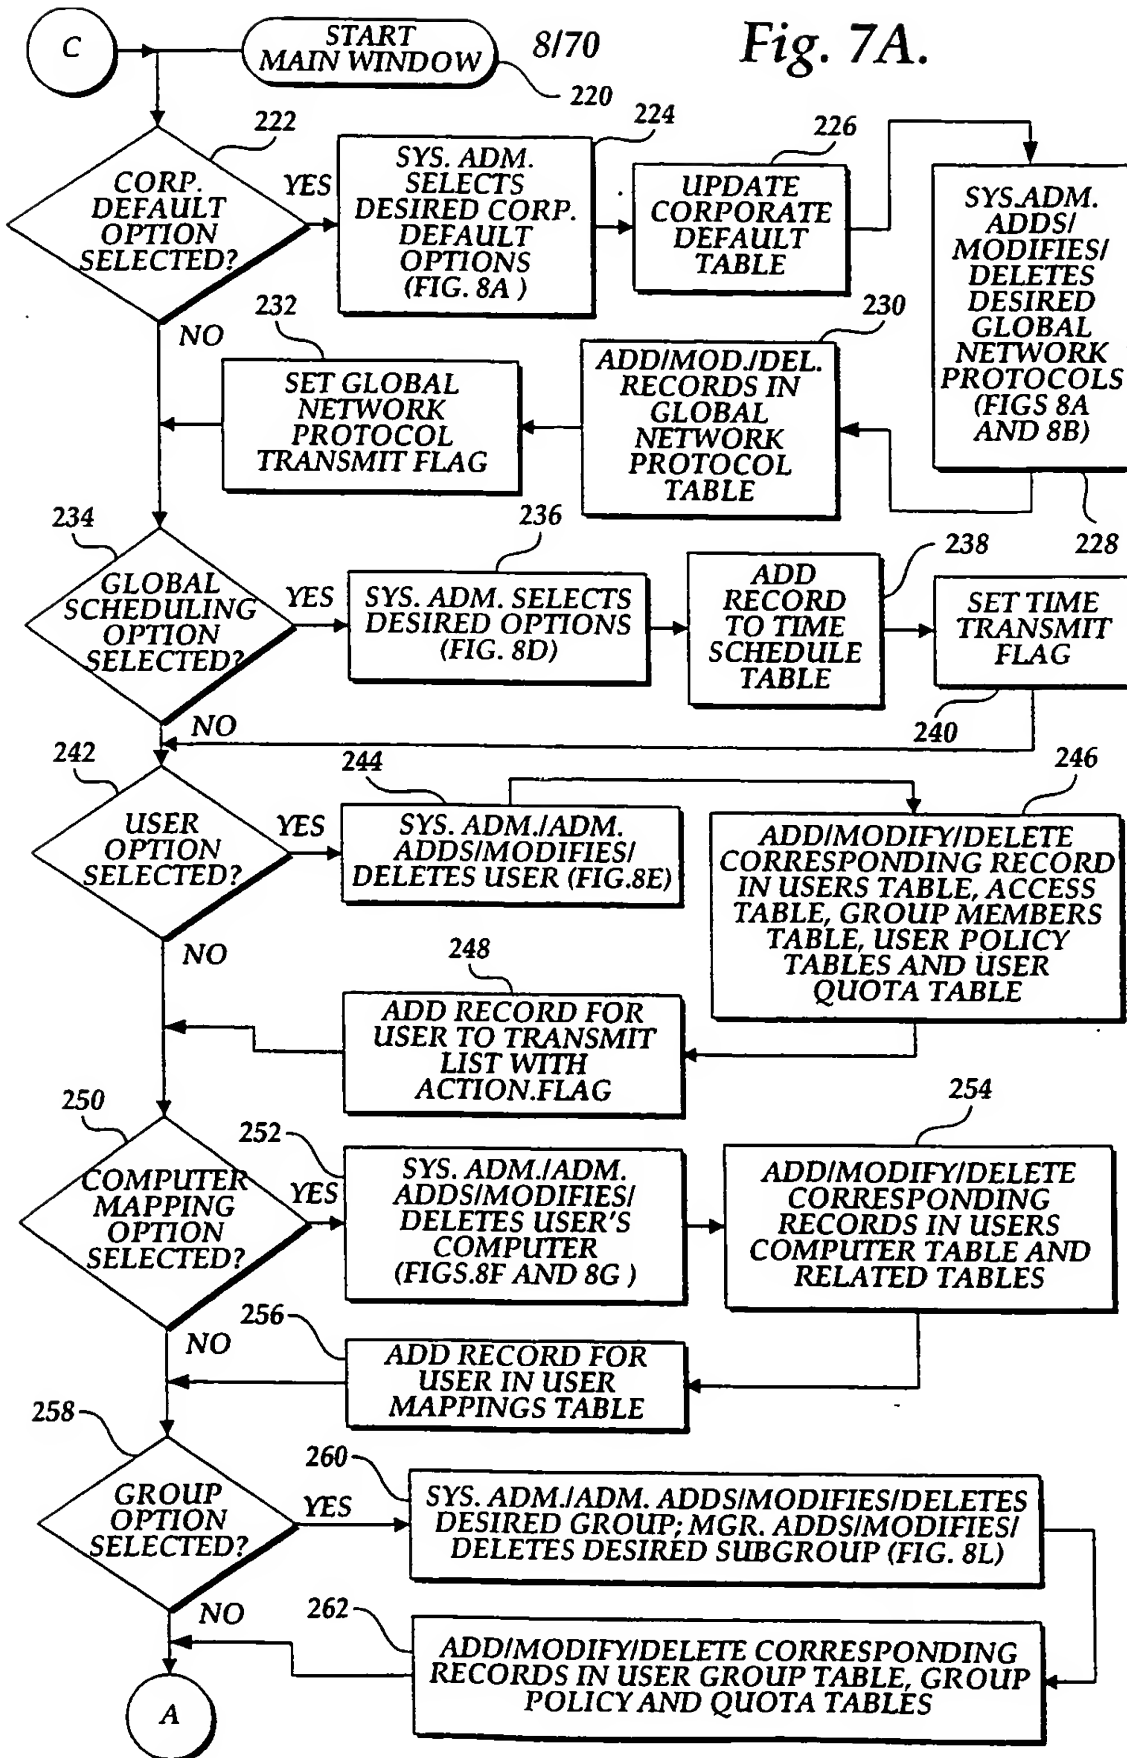 C
START
MAIN WINDOW
8/70
Fig. 7A.
220
222
CORP.
DEFAULT
OPTION
SELECTED?
YES
NO
224
SYS. ADM.
SELECTS
DESIRED CORP.
DEFAULT
OPTIONS
(FIG. 8A )
226
UPDATE
CORPORATE
DEFAULT
TABLE
SYS.ADM.
ADDS/
MODIFIES/
DELETES
DESIRED
GLOBAL
NETWORK
PROTOCOLS
(FIGS 8A
AND 8B)
228
230
ADD/MOD./DEL.
RECORDS IN
GLOBAL
NETWORK
PROTOCOL
TABLE
232
SET GLOBAL
NETWORK
PROTOCOL
TRANSMIT FLAG
234
GLOBAL
SCHEDULING
OPTION
SELECTED?
YES
NO
236
SYS. ADM. SELECTS
DESIRED OPTIONS
(FIG. 8D)
238
ADD
RECORD
TO TIME
SCHEDULE
TABLE
SET TIME
TRANSMIT
FLAG
240
242
USER
OPTION
SELECTED?
YES
NO
244
SYS. ADM./ADM.
ADDS/MODIFIES/
DELETES USER (FIG.8E)
246
ADD/MODIFY/DELETE
CORRESPONDING RECORD
IN USERS TABLE, ACCESS
TABLE, GROUP MEMBERS
TABLE, USER POLICY
TABLES AND USER
QUOTA TABLE
248
ADD RECORD FOR
USER TO TRANSMIT
LIST WITH
ACTION.FLAG
250
COMPUTER
MAPPING
OPTION
SELECTED?
YES
NO
252
SYS. ADM./ADM.
ADDS/MODIFIES/
DELETES USER'S
COMPUTER
(FIGS.8F AND 8G )
254
ADD/MODIFY/DELETE
CORRESPONDING
RECORDS IN USERS
COMPUTER TABLE AND
RELATED TABLES
256
ADD RECORD FOR
USER IN USER
MAPPINGS TABLE
258
GROUP
OPTION
SELECTED?
YES
NO
260
SYS. ADM./ADM. ADDS/MODIFIES/DELETES
DESIRED GROUP; MGR. ADDS/MODIFIES/
DELETES DESIRED SUBGROUP (FIG. 8L)
262
ADD/MODIFY/DELETE CORRESPONDING
RECORDS IN USER GROUP TABLE, GROUP
POLICY AND QUOTA TABLES
A